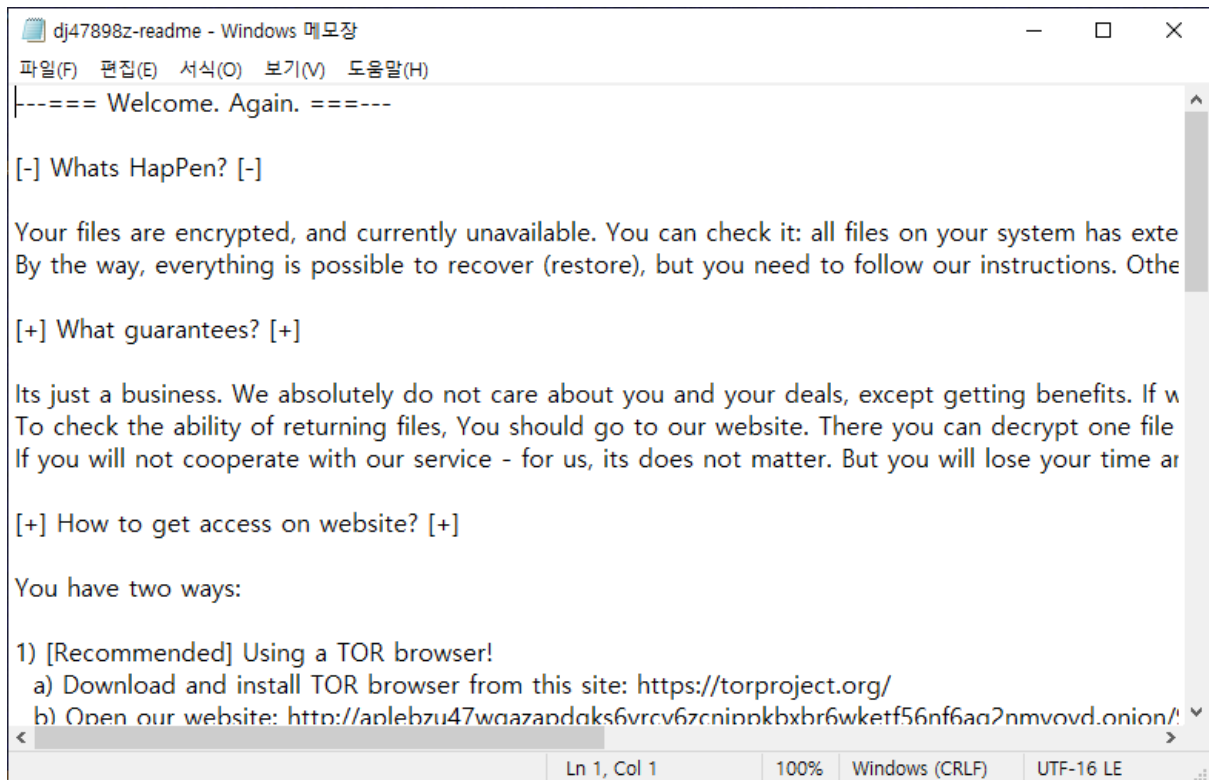 dj47898z-readme - Windows 메모장
파일(F) 편집(E) 서식(O) 보기(V) 도움말(H)
---=== Welcome. Again. ===---
[-] Whats HapPen? [-]
Your files are encrypted, and currently unavailable. You can check it: all files on your system has exte
By the way, everything is possible to recover (restore), but you need to follow our instructions. Othe
[+] What guarantees? [+]
Its just a business. We absolutely do not care about you and your deals, except getting benefits. If w
To check the ability of returning files, You should go to our website. There you can decrypt one file
If you will not cooperate with our service - for us, its does not matter. But you will lose your time ar
[+] How to get access on website? [+]
You have two ways:
1) [Recommended] Using a TOR browser!
a) Download and install TOR browser from this site: https://torproject.org/
b) Open our website:
Ln 1, Col 1 100% Windows (CRLF) UTF-16 LE